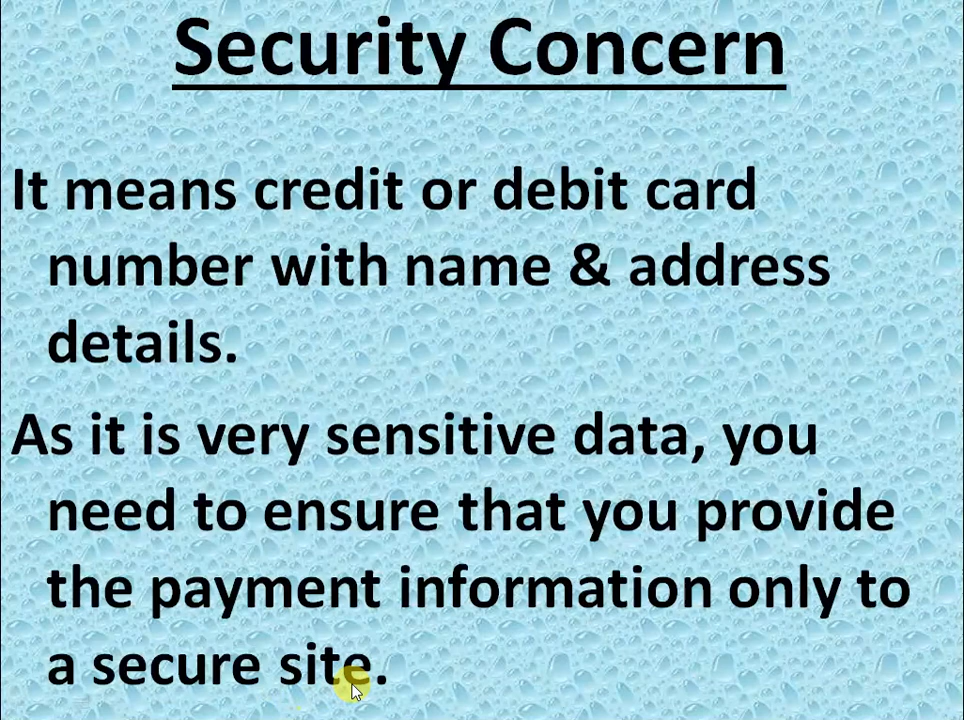 Security Concern
It means credit or debit card
number with name & address
details.
As it is very sensitive data, you
need to ensure that you provide
the payment information only to
a secure site.